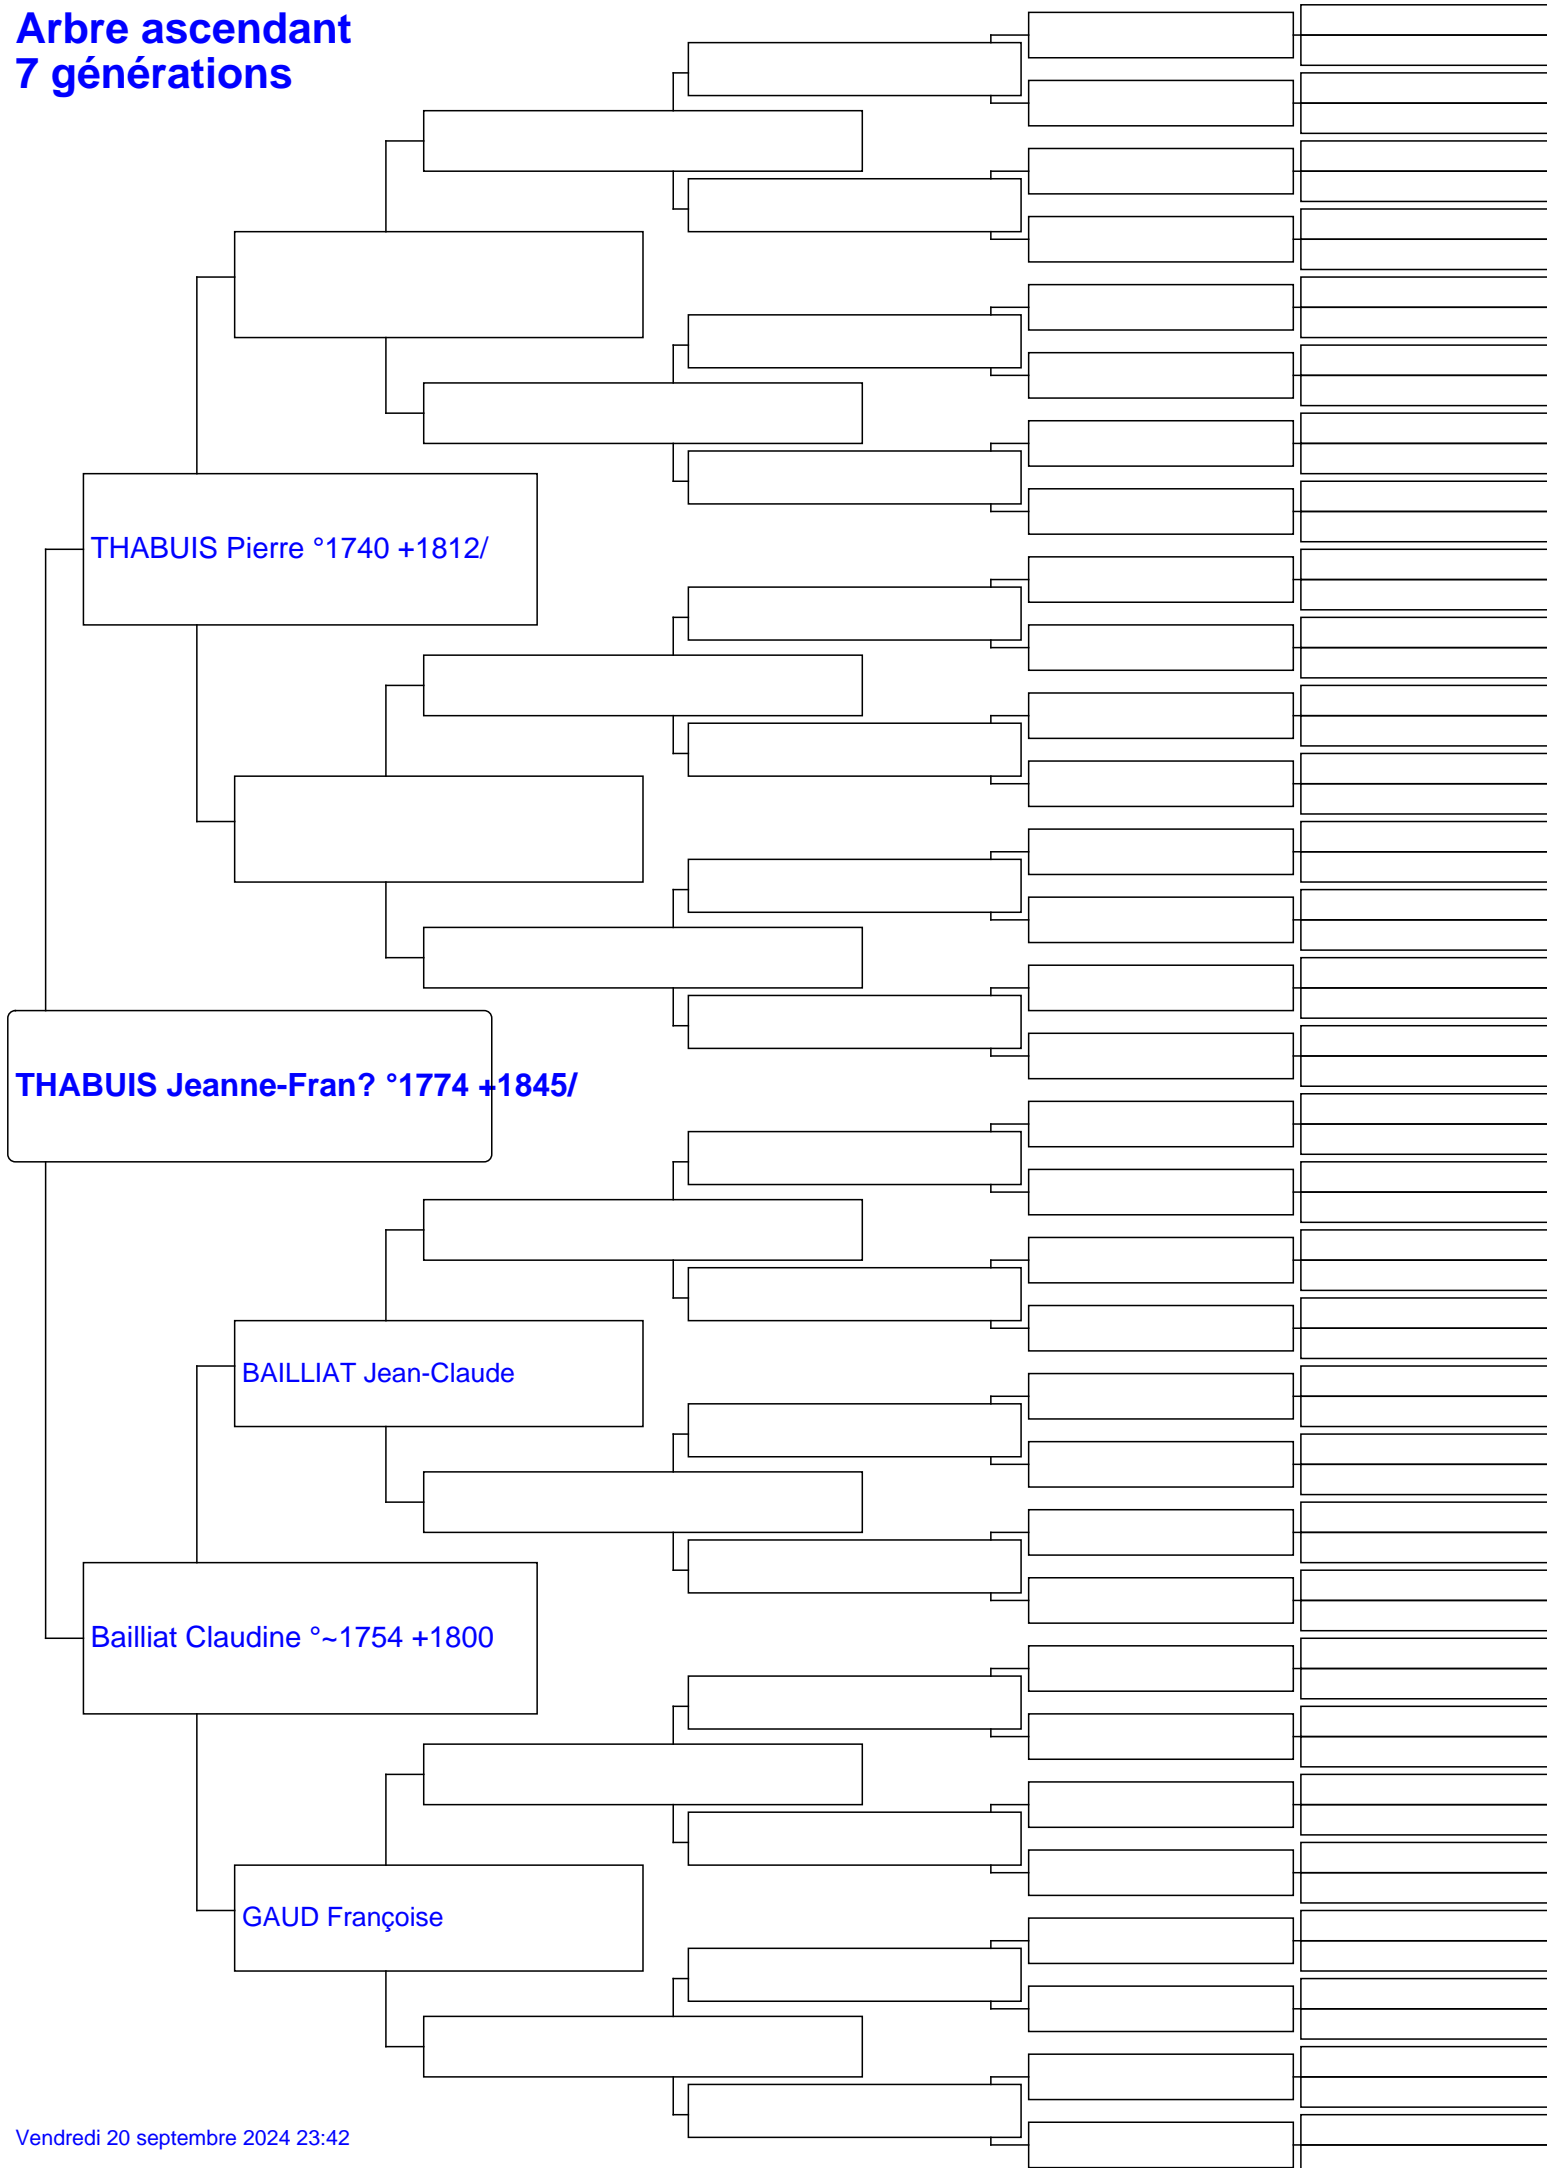 Arbre ascendant
7 générations
THABUIS Pierre °1740 +1812/
THABUIS Jeanne-Fran? °1774 +1845/
BAILLIAT Jean-Claude
Bailliat Claudine °~1754 +1800
GAUD Françoise
Vendredi 20 septembre 2024 23:42